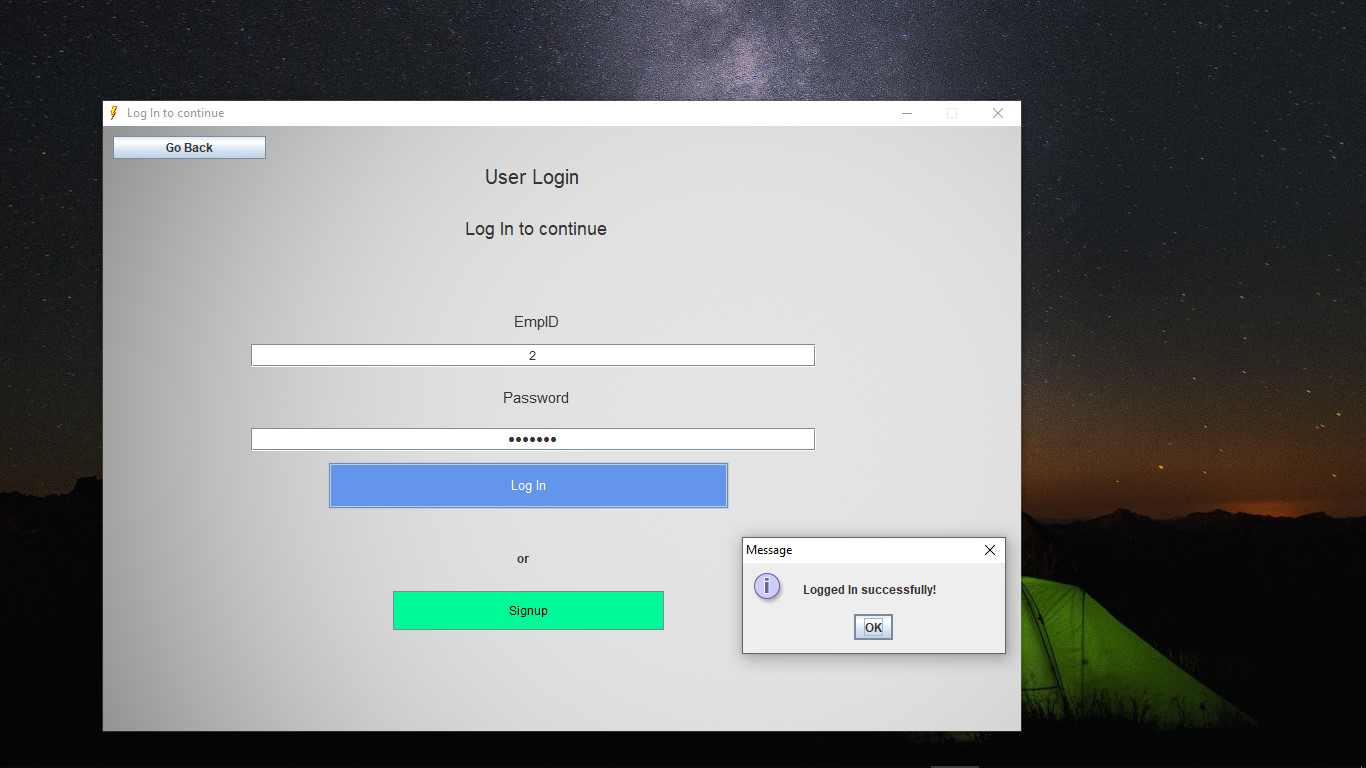 Log In to continue
Go Back
User Login
Log In to continue
EmpID
2
Password
•••••••
Log In
or
Signup
Message
i
Logged In successfully!
OK